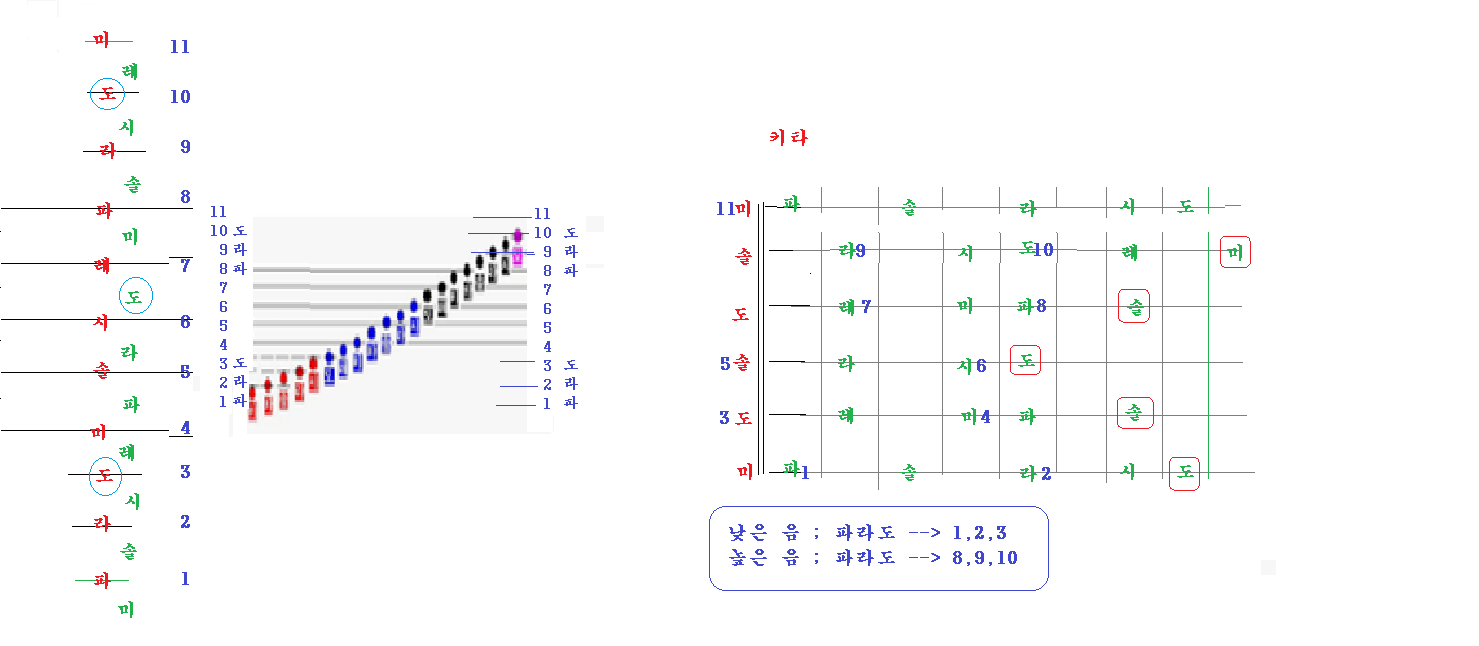 미 11
레
도 10
시
라 9
솔
파 8
미
레 7
도
시 6
라
솔 5
파
미 4
레
도 3
시
라 2
솔
파 1
미
11
10 도
9 라
8 파
7
6
5
4
3 도
2 라
1 파
11
10 도
9 라
8 파
7
6
5
4
3 도
2 라
1 파
키타
11미 파 솔 라 시 도
솔 라9 시 도10 레 미
도 레7 미 파8 솔
5솔 라 시6 도
3도 레 미4 파 솔
미 파1 솔 라2 시 도
낮은 음 ; 파라도 --> 1,2,3
높은 음 ; 파라도 --> 8,9,10